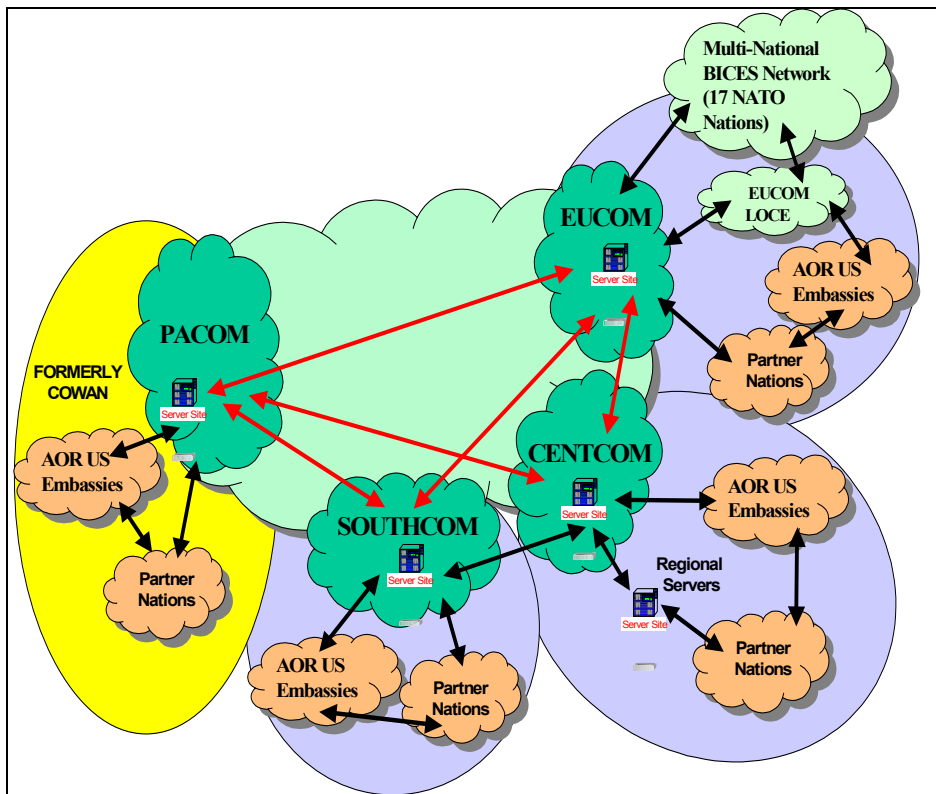 Multi-National
BICES Network
(17 NATO
Nations)
EUCOM
EUCOM
LOCE
Server Site
AOR US
Embassies
Partner
Nations
PACOM
FORMERLY
COWAN
Server Site
AOR US
Embassies
Partner
Nations
CENTCOM
Server Site
AOR US
Embassies
Regional
Servers
Server Site
Partner
Nations
SOUTHCOM
Server Site
AOR US
Embassies
Partner
Nations